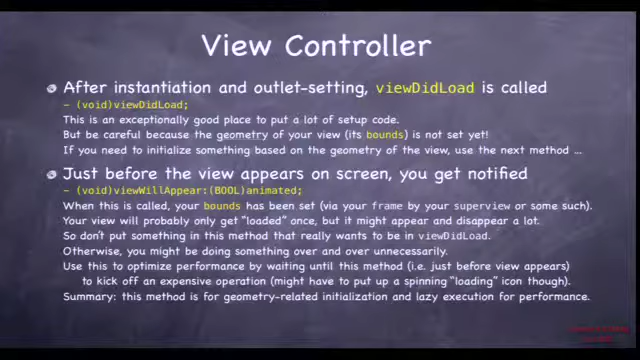 View Controller
After instantiation and outlet-setting, viewDidLoad is called
- (void)viewDidLoad;
This is an exceptionally good place to put a lot of setup code.
But be careful because the geometry of your view (its bounds) is not set yet!
If you need to initialize something based on the geometry of the view, use the next method ...
Just before the view appears on screen, you get notified
- (void)viewWillAppear:(BOOL)animated;
When this is called, your bounds has been set (via your frame by your superview or some such).
Your view will probably only get "loaded" once, but it might appear and disappear a lot.
So don't put something in this method that really wants to be in viewDidLoad.
Otherwise, you might be doing something over and over unnecessarily.
Use this to optimize performance by waiting until this method (i.e. just before view appears)
to kick off an expensive operation (might have to put up a spinning "loading" icon though).
Summary: this method is for geometry-related initialization and lazy execution for performance.